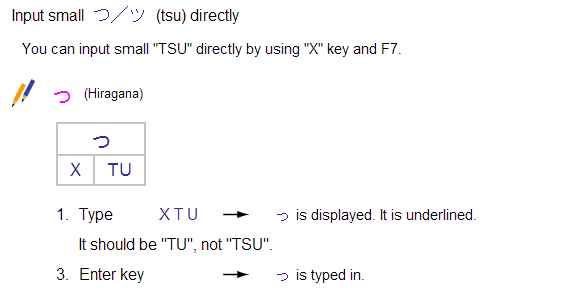 Input small つ／ツ (tsu) directly
You can input small "TSU" directly by using "X" key and F7.
っ (Hiragana)
っ
X TU
1. Type X T U → っ is displayed. It is underlined.
It should be "TU", not "TSU".
3. Enter key → っ is typed in.